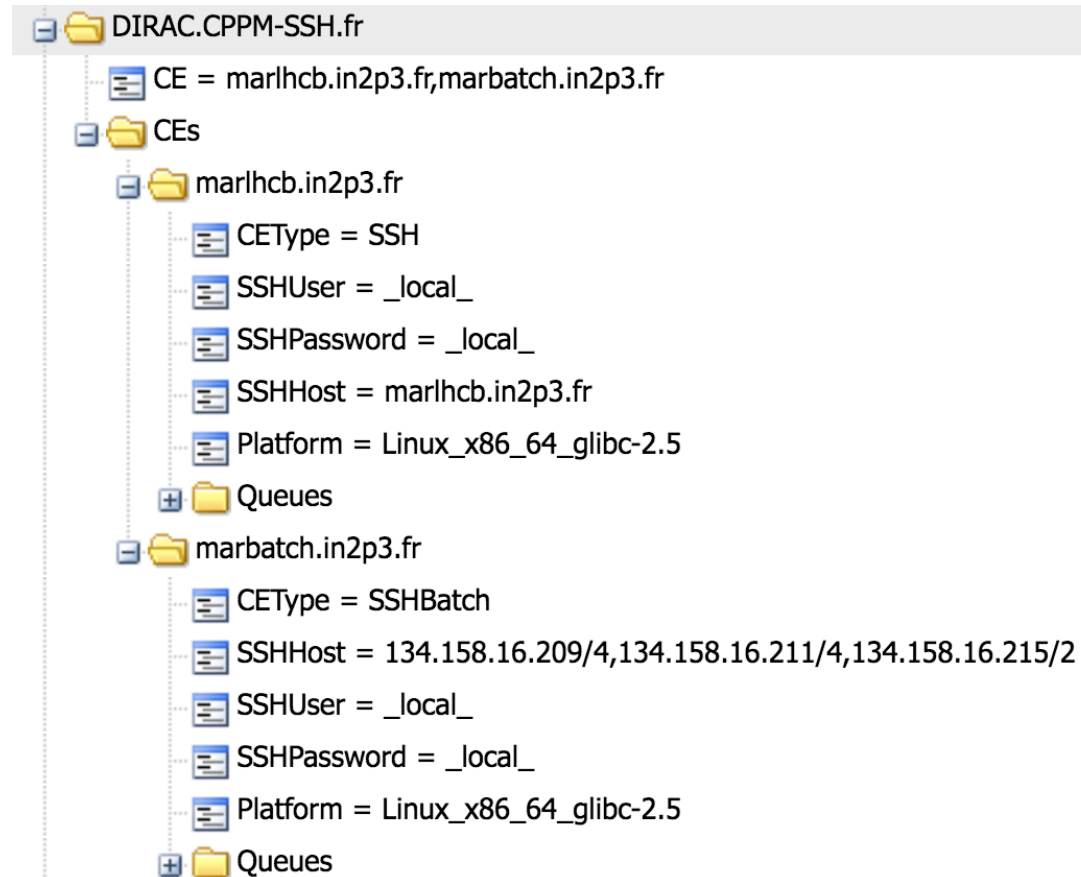 DIRAC.CPPM-SSH.fr
CE = marlhcb.in2p3.fr,marbatch.in2p3.fr
CEs
marlhcb.in2p3.fr
CEType = SSH
SSHUser = _local_
SSHPassword = _local_
SSHHost = marlhcb.in2p3.fr
Platform = Linux_x86_64_glibc-2.5
Queues
marbatch.in2p3.fr
CEType = SSHBatch
SSHHost = 134.158.16.209/4,134.158.16.211/4,134.158.16.215/2
SSHUser = _local_
SSHPassword = _local_
Platform = Linux_x86_64_glibc-2.5
Queues